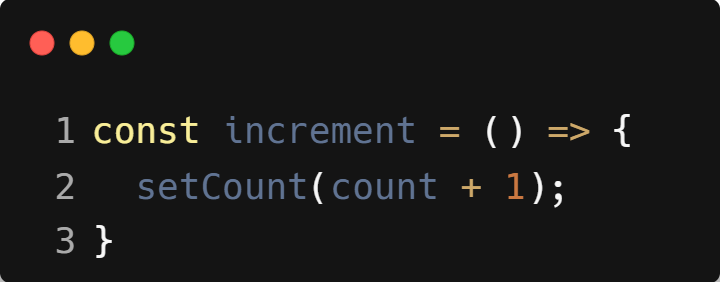 1 const increment = () => {
2   setCount(count + 1);
3 }